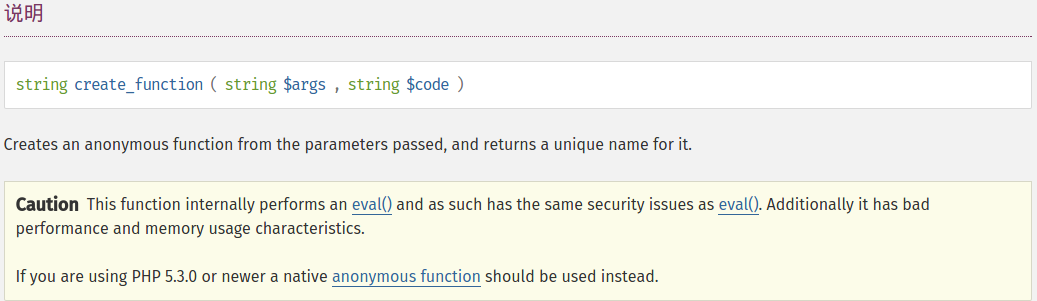 说明
string create_function ( string $args , string $code )
Creates an anonymous function from the parameters passed, and returns a unique name for it.
Caution This function internally performs an eval() and as such has the same security issues as eval(). Additionally it has bad
performance and memory usage characteristics.
If you are using PHP 5.3.0 or newer a native anonymous function should be used instead.